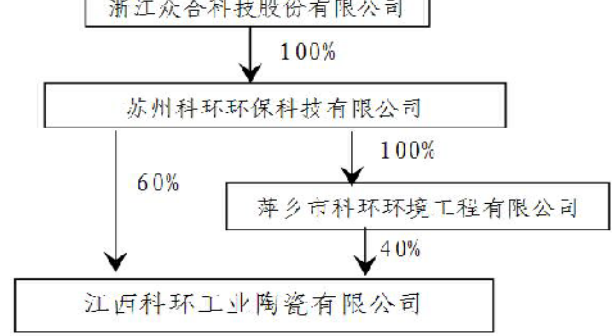 浙江众合科技股份有限公司
100%
苏州科环环保科技有限公司
100%
60%
萍乡市科环环境工程有限公司
40%
江西科环工业陶瓷有限公司